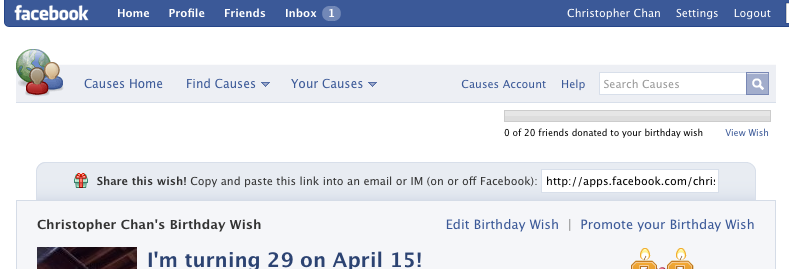 facebook Home Profile Friends Inbox 1 Christopher Chan Settings Logout
Causes Home Find Causes Your Causes Causes Account Help Search Causes
0 of 20 friends donated to your birthday wish View Wish
Share this wish! Copy and paste this link into an email or IM (on or off Facebook): http://apps.facebook.com/chri
Christopher Chan's Birthday Wish Edit Birthday Wish | Promote your Birthday Wish
I'm turning 29 on April 15!